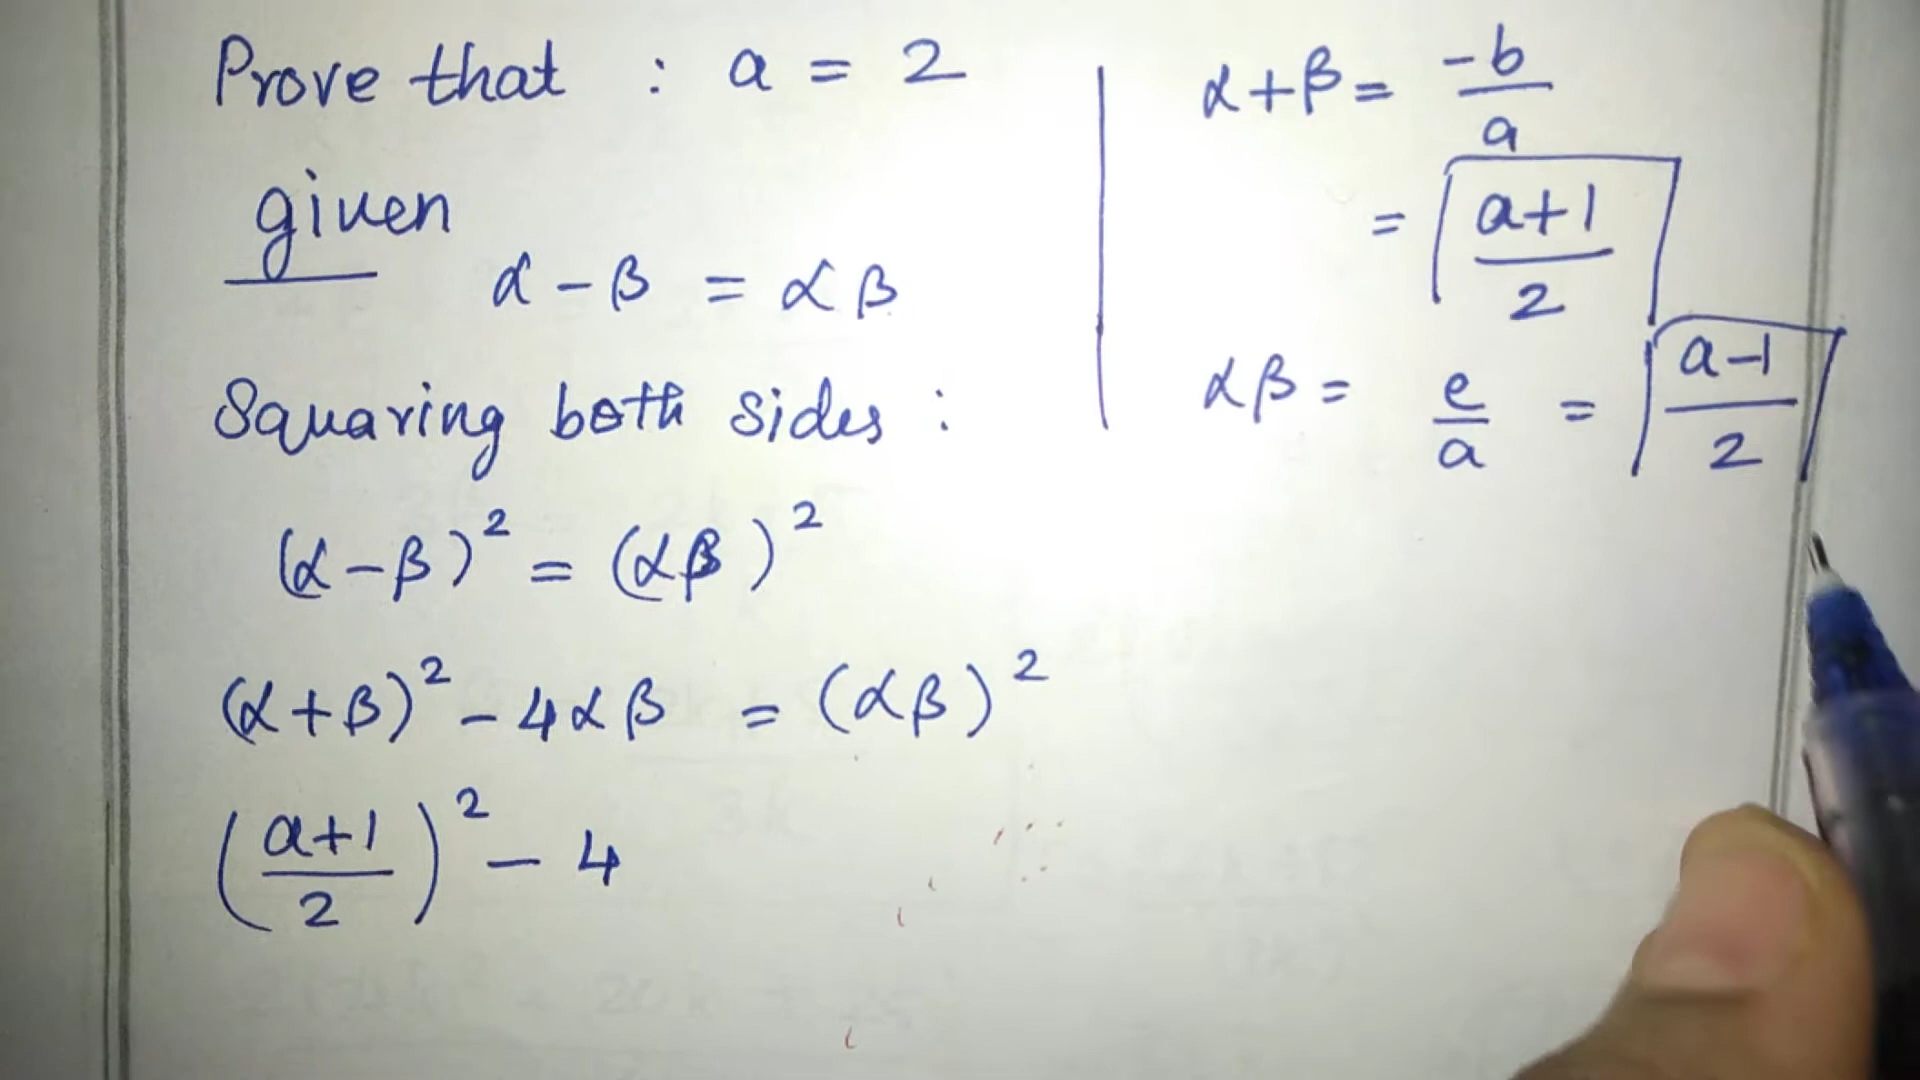 Prove that : a = 2
given
α - β = αβ
Squaring both sides :
(α - β)² = (αβ)²
(α + β)² - 4αβ = (αβ)²
(a+1/2)² - 4
α + β = -b/a
= a+1/2
αβ = e/a = a-1/2